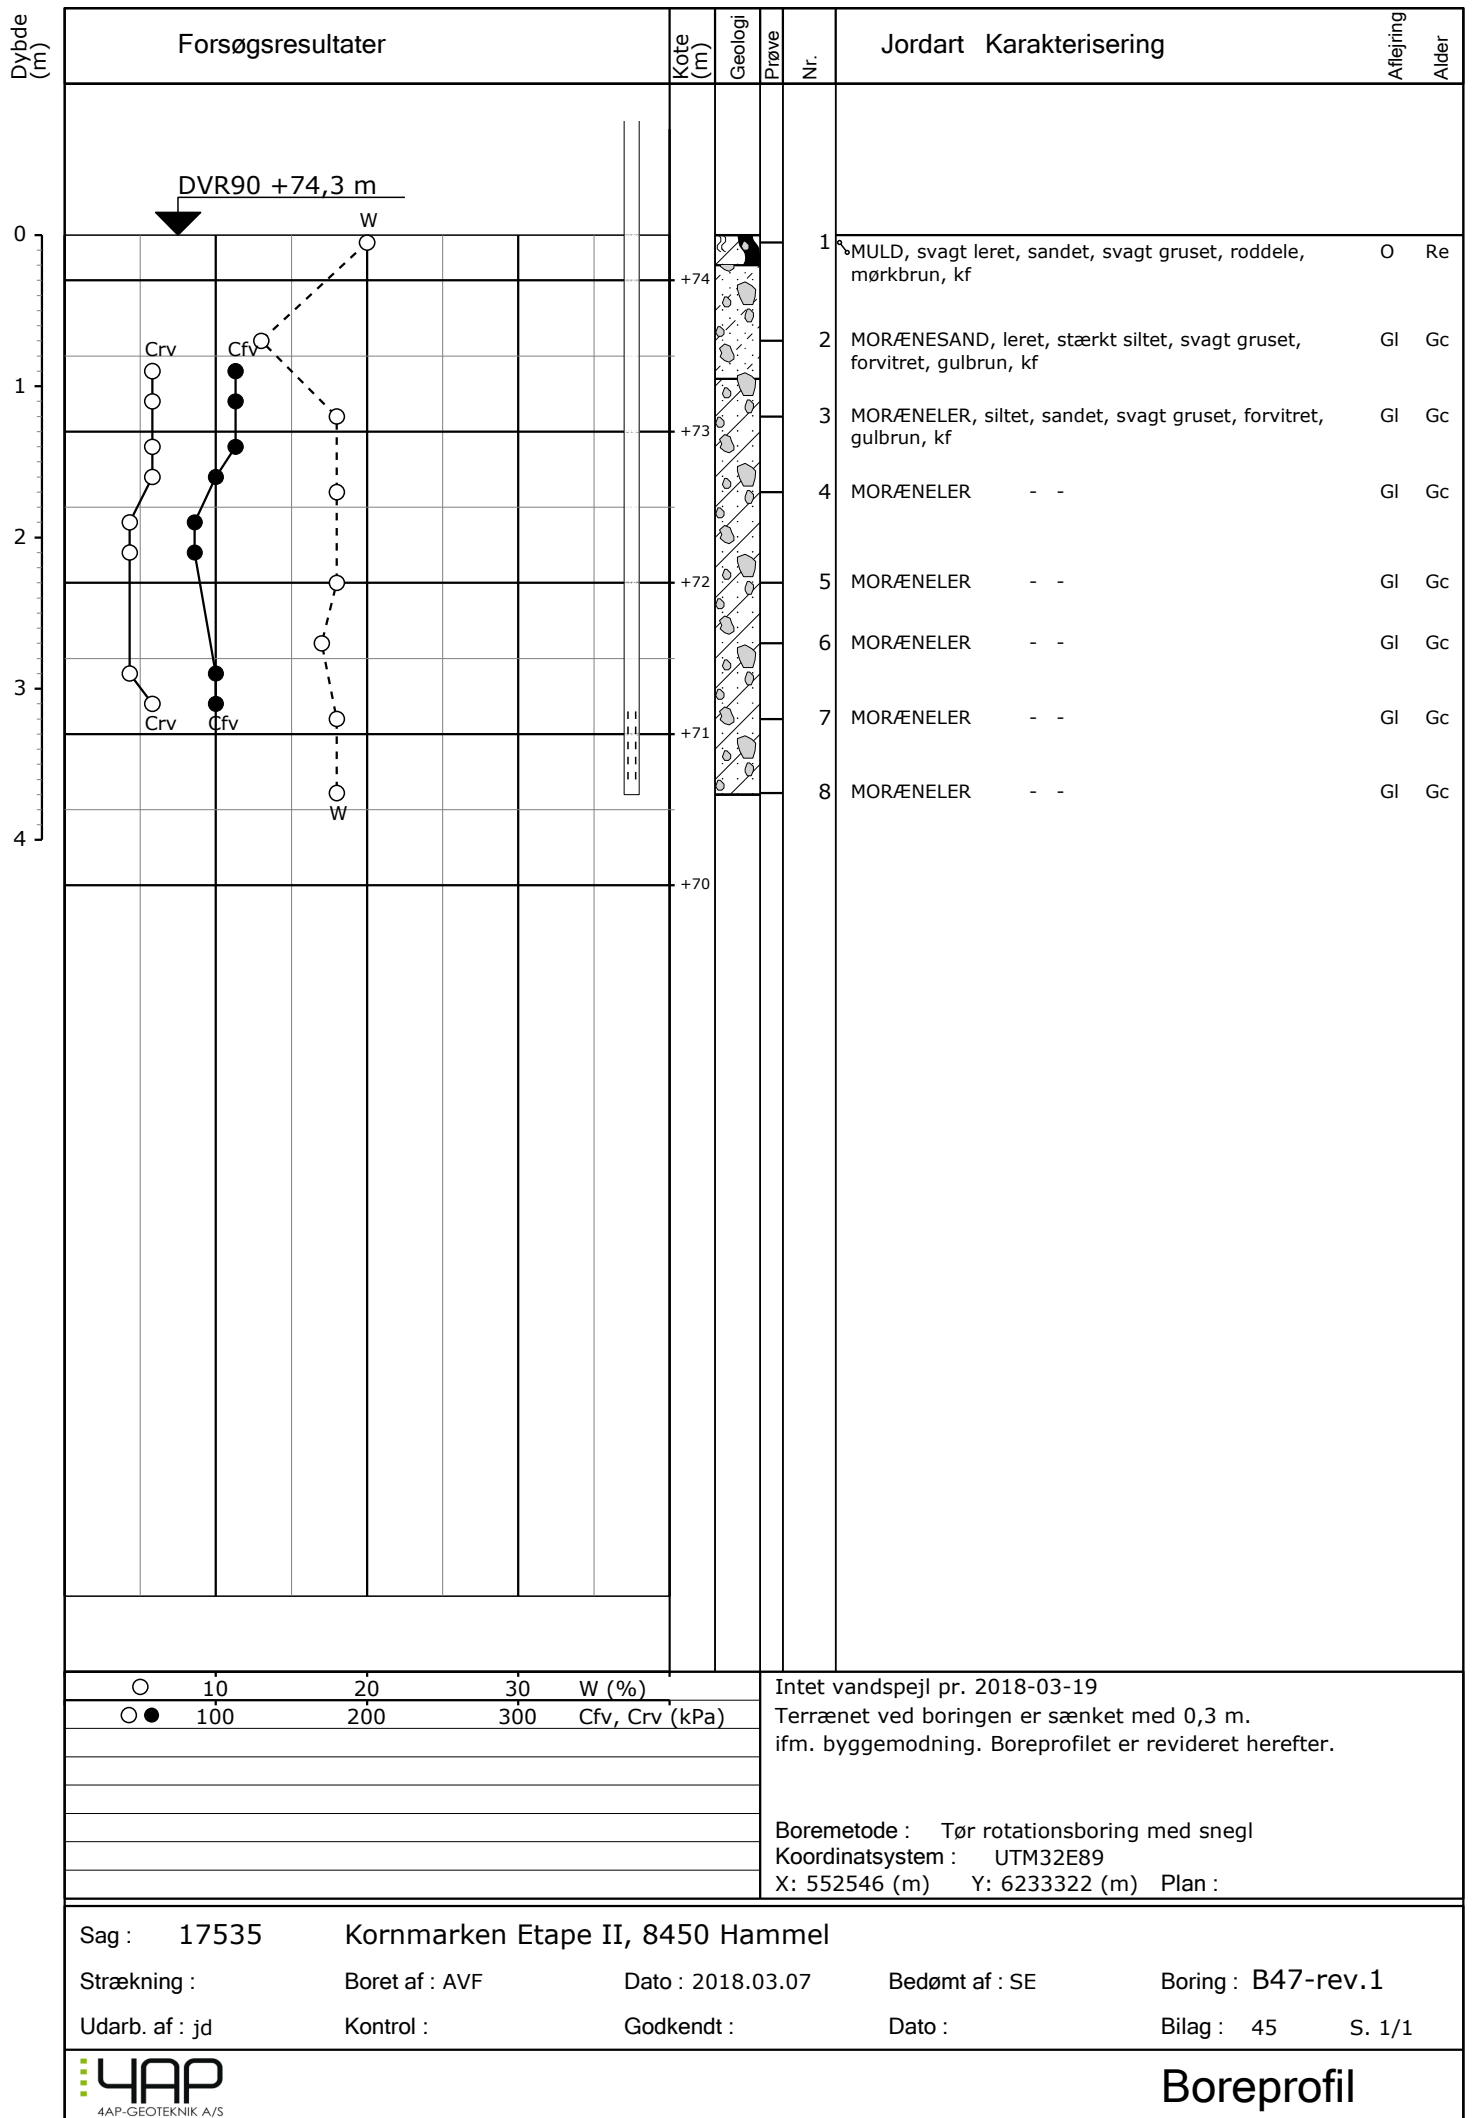 Dybde (m)
Forsøgsresultater
Kote (m)
Geologi
Prøve
Nr.
Jordart Karakterisering
Aflejring
Alder
DVR90 +74,3 m
W
0
1 MULD, svagt leret, sandet, svagt gruset, roddele, O Re
mørkbrun, kf
+74
2 MORÆNESAND, leret, stærkt siltet, svagt gruset, Gl Gc
forvitret, gulbrun, kf
Crv Cfv
1
3 MORÆNELER, siltet, sandet, svagt gruset, forvitret, Gl Gc
gulbrun, kf
+73
4 MORÆNELER - - Gl Gc
2
+72
5 MORÆNELER - - Gl Gc
6 MORÆNELER - - Gl Gc
3
Crv Cfv
7 MORÆNELER - - Gl Gc
+71
8 MORÆNELER - - Gl Gc
W
4
+70
10 20 30 W (%)
100 200 300 Cfv, Crv (kPa)
Intet vandspejl pr. 2018-03-19
Terrænet ved boringen er sænket med 0,3 m.
ifm. byggemodning. Boreprofilet er revideret herefter.
Boremetode : Tør rotationsboring med snegl
Koordinatsystem : UTM32E89
X: 552546 (m) Y: 6233322 (m) Plan :
Sag : 17535 Kornmarken Etape II, 8450 Hammel
Strækning : Boret af : AVF Dato : 2018.03.07 Bedømt af : SE Boring : B47-rev.1
Udarb. af : jd Kontrol : Godkendt : Dato : Bilag : 45 S. 1/1
4AP
4AP-GEOTEKNIK A/S
Boreprofil